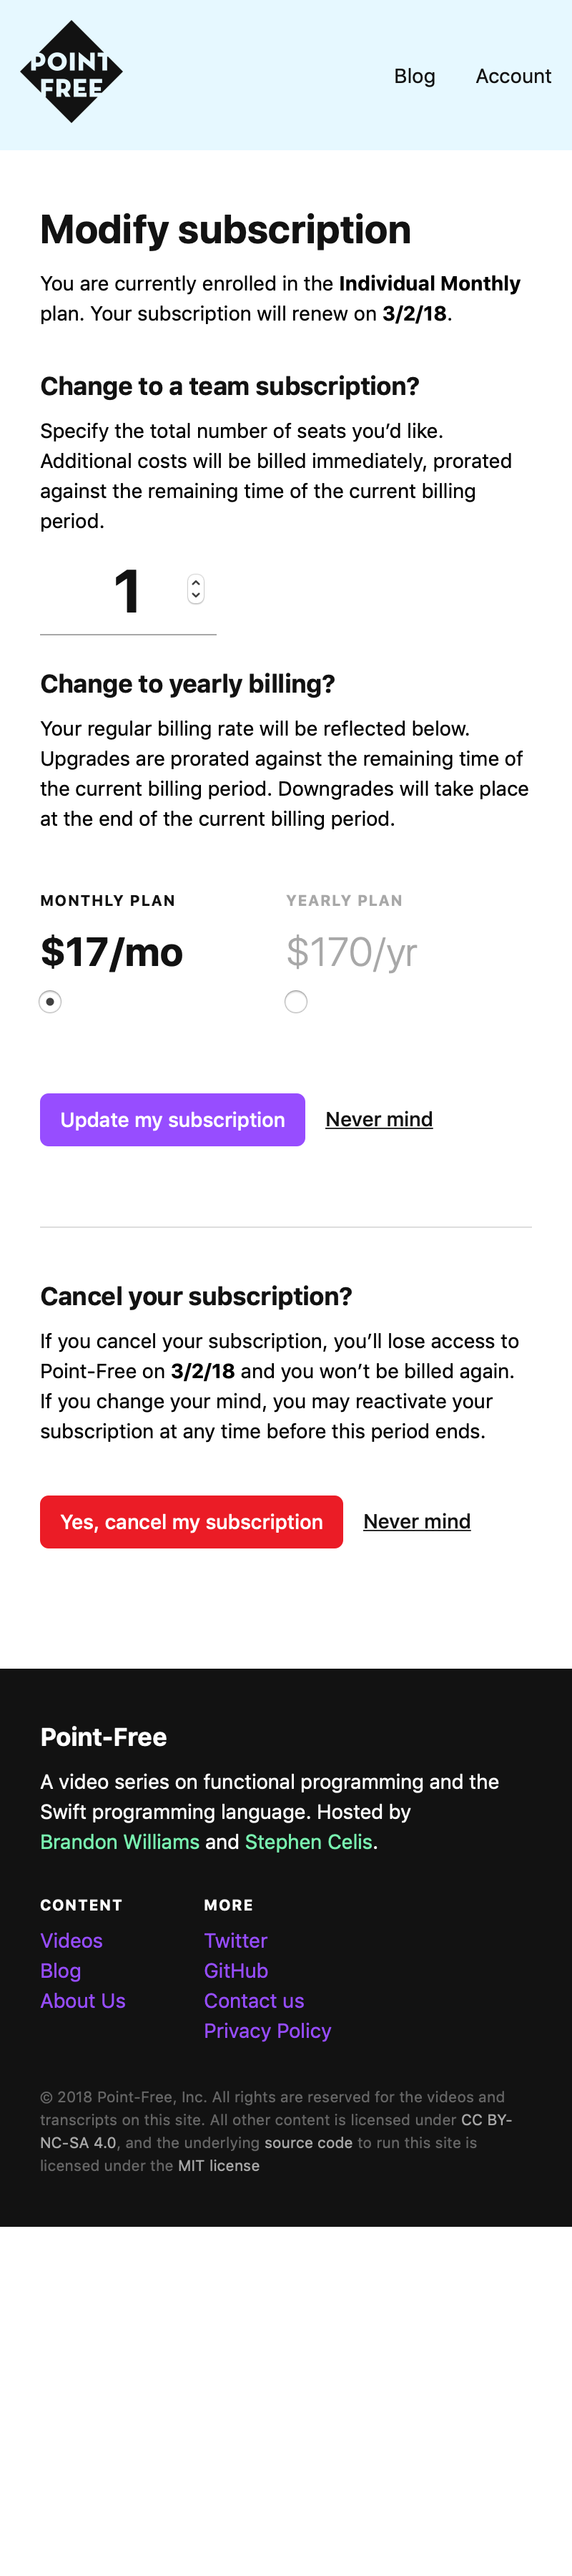 POINT
FREE
Blog
Account
Modify subscription
You are currently enrolled in the Individual Monthly
plan. Your subscription will renew on 3/2/18.
Change to a team subscription?
Specify the total number of seats you’d like.
Additional costs will be billed immediately, prorated
against the remaining time of the current billing
period.
1
Change to yearly billing?
Your regular billing rate will be reflected below.
Upgrades are prorated against the remaining time of
the current billing period. Downgrades will take place
at the end of the current billing period.
MONTHLY PLAN
$17/mo
YEARLY PLAN
$170/yr
Update my subscription
Never mind
Cancel your subscription?
If you cancel your subscription, you’ll lose access to
Point-Free on 3/2/18 and you won’t be billed again.
If you change your mind, you may reactivate your
subscription at any time before this period ends.
Yes, cancel my subscription
Never mind
Point-Free
A video series on functional programming and the
Swift programming language. Hosted by
Brandon Williams and Stephen Celis.
CONTENT
Videos
Blog
About Us
MORE
Twitter
GitHub
Contact us
Privacy Policy
© 2018 Point-Free, Inc. All rights are reserved for the videos and
transcripts on this site. All other content is licensed under CC BY-
NC-SA 4.0, and the underlying source code to run this site is
licensed under the MIT license